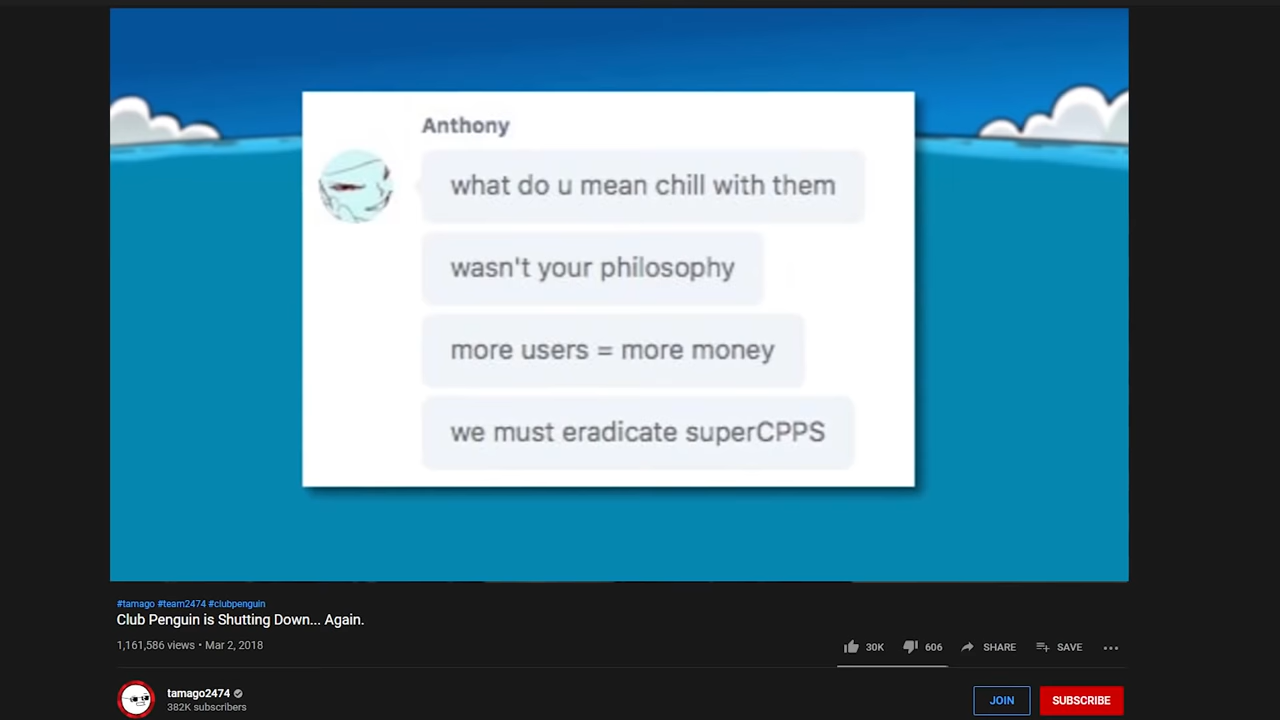 Anthony
what do u mean chill with them
wasn't your philosophy
more users = more money
we must eradicate superCPPS
#tamago #team2474 #clubpenguin
Club Penguin is Shutting Down... Again.
1,161,586 views • Mar 2, 2018
30K 606 SHARE SAVE
tamago2474
382K subscribers
JOIN SUBSCRIBE